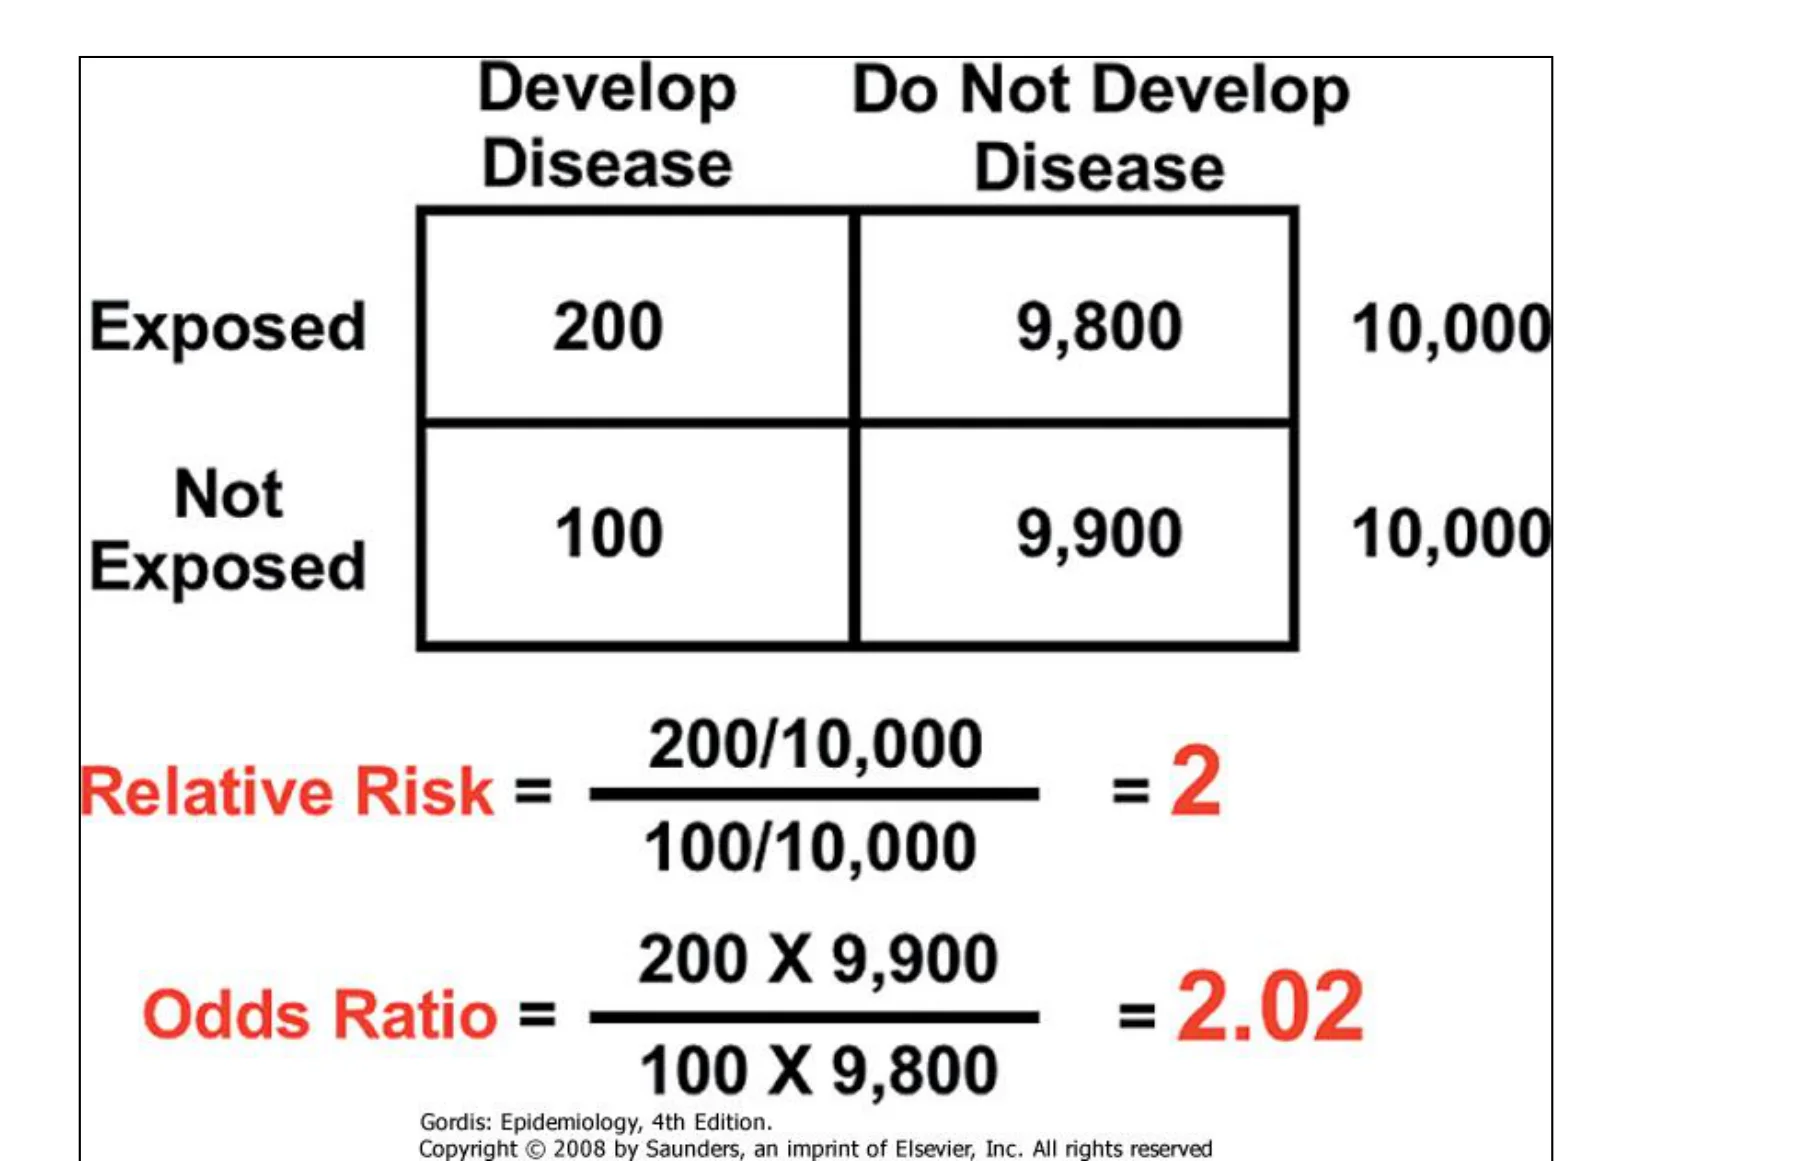 Develop Do Not Develop
Disease Disease
Exposed 200 9,800 10,000
Not
Exposed 100 9,900 10,000
200/10,000
Relative Risk = = 2
100/10,000
200 X 9,900
Odds Ratio = = 2.02
100 X 9,800
Gordis: Epidemiology, 4th Edition.
Copyright © 2008 by Saunders, an imprint of Elsevier, Inc. All rights reserved